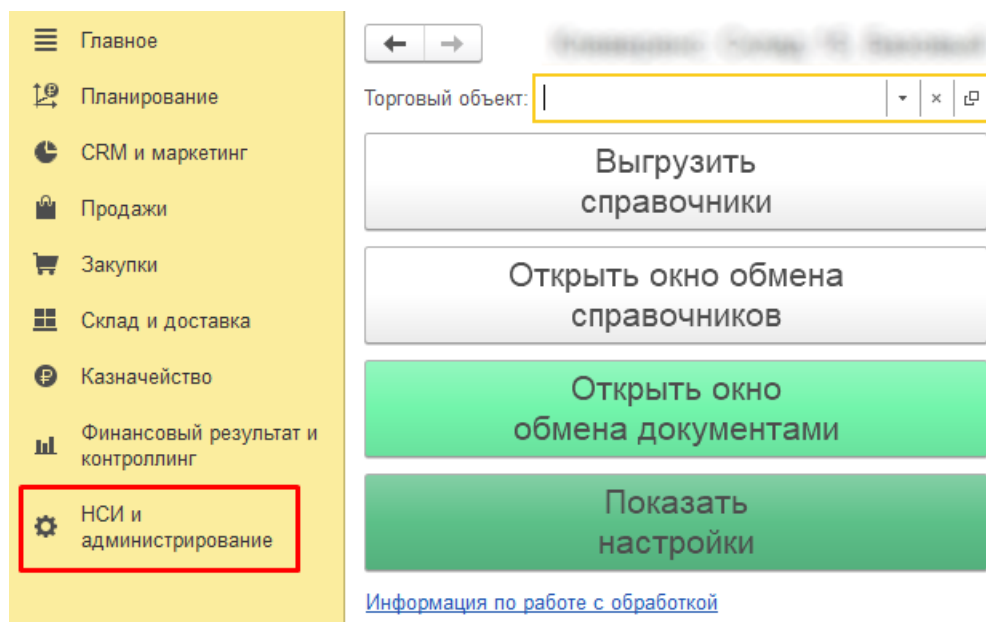 Главное
Планирование
CRM и маркетинг
Продажи
Закупки
Склад и доставка
Казначейство
Финансовый результат и
контроллинг
НСИ и
администрирование
Торговый объект:
Выгрузить
справочники
Открыть окно обмена
справочников
Открыть окно
обмена документами
Показать
настройки
Информация по работе с обработкой